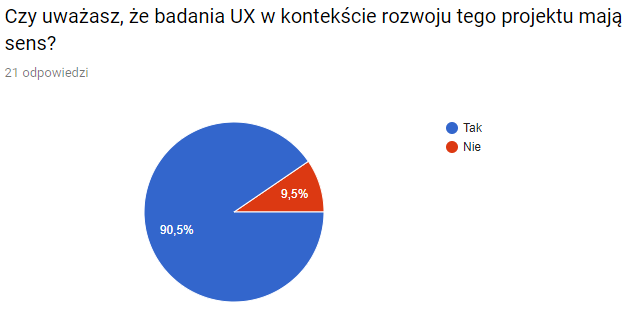 Czy uważasz, że badania UX w kontekście rozwoju tego projektu mają
sens?
21 odpowiedzi
Tak
Nie
9,5%
90,5%